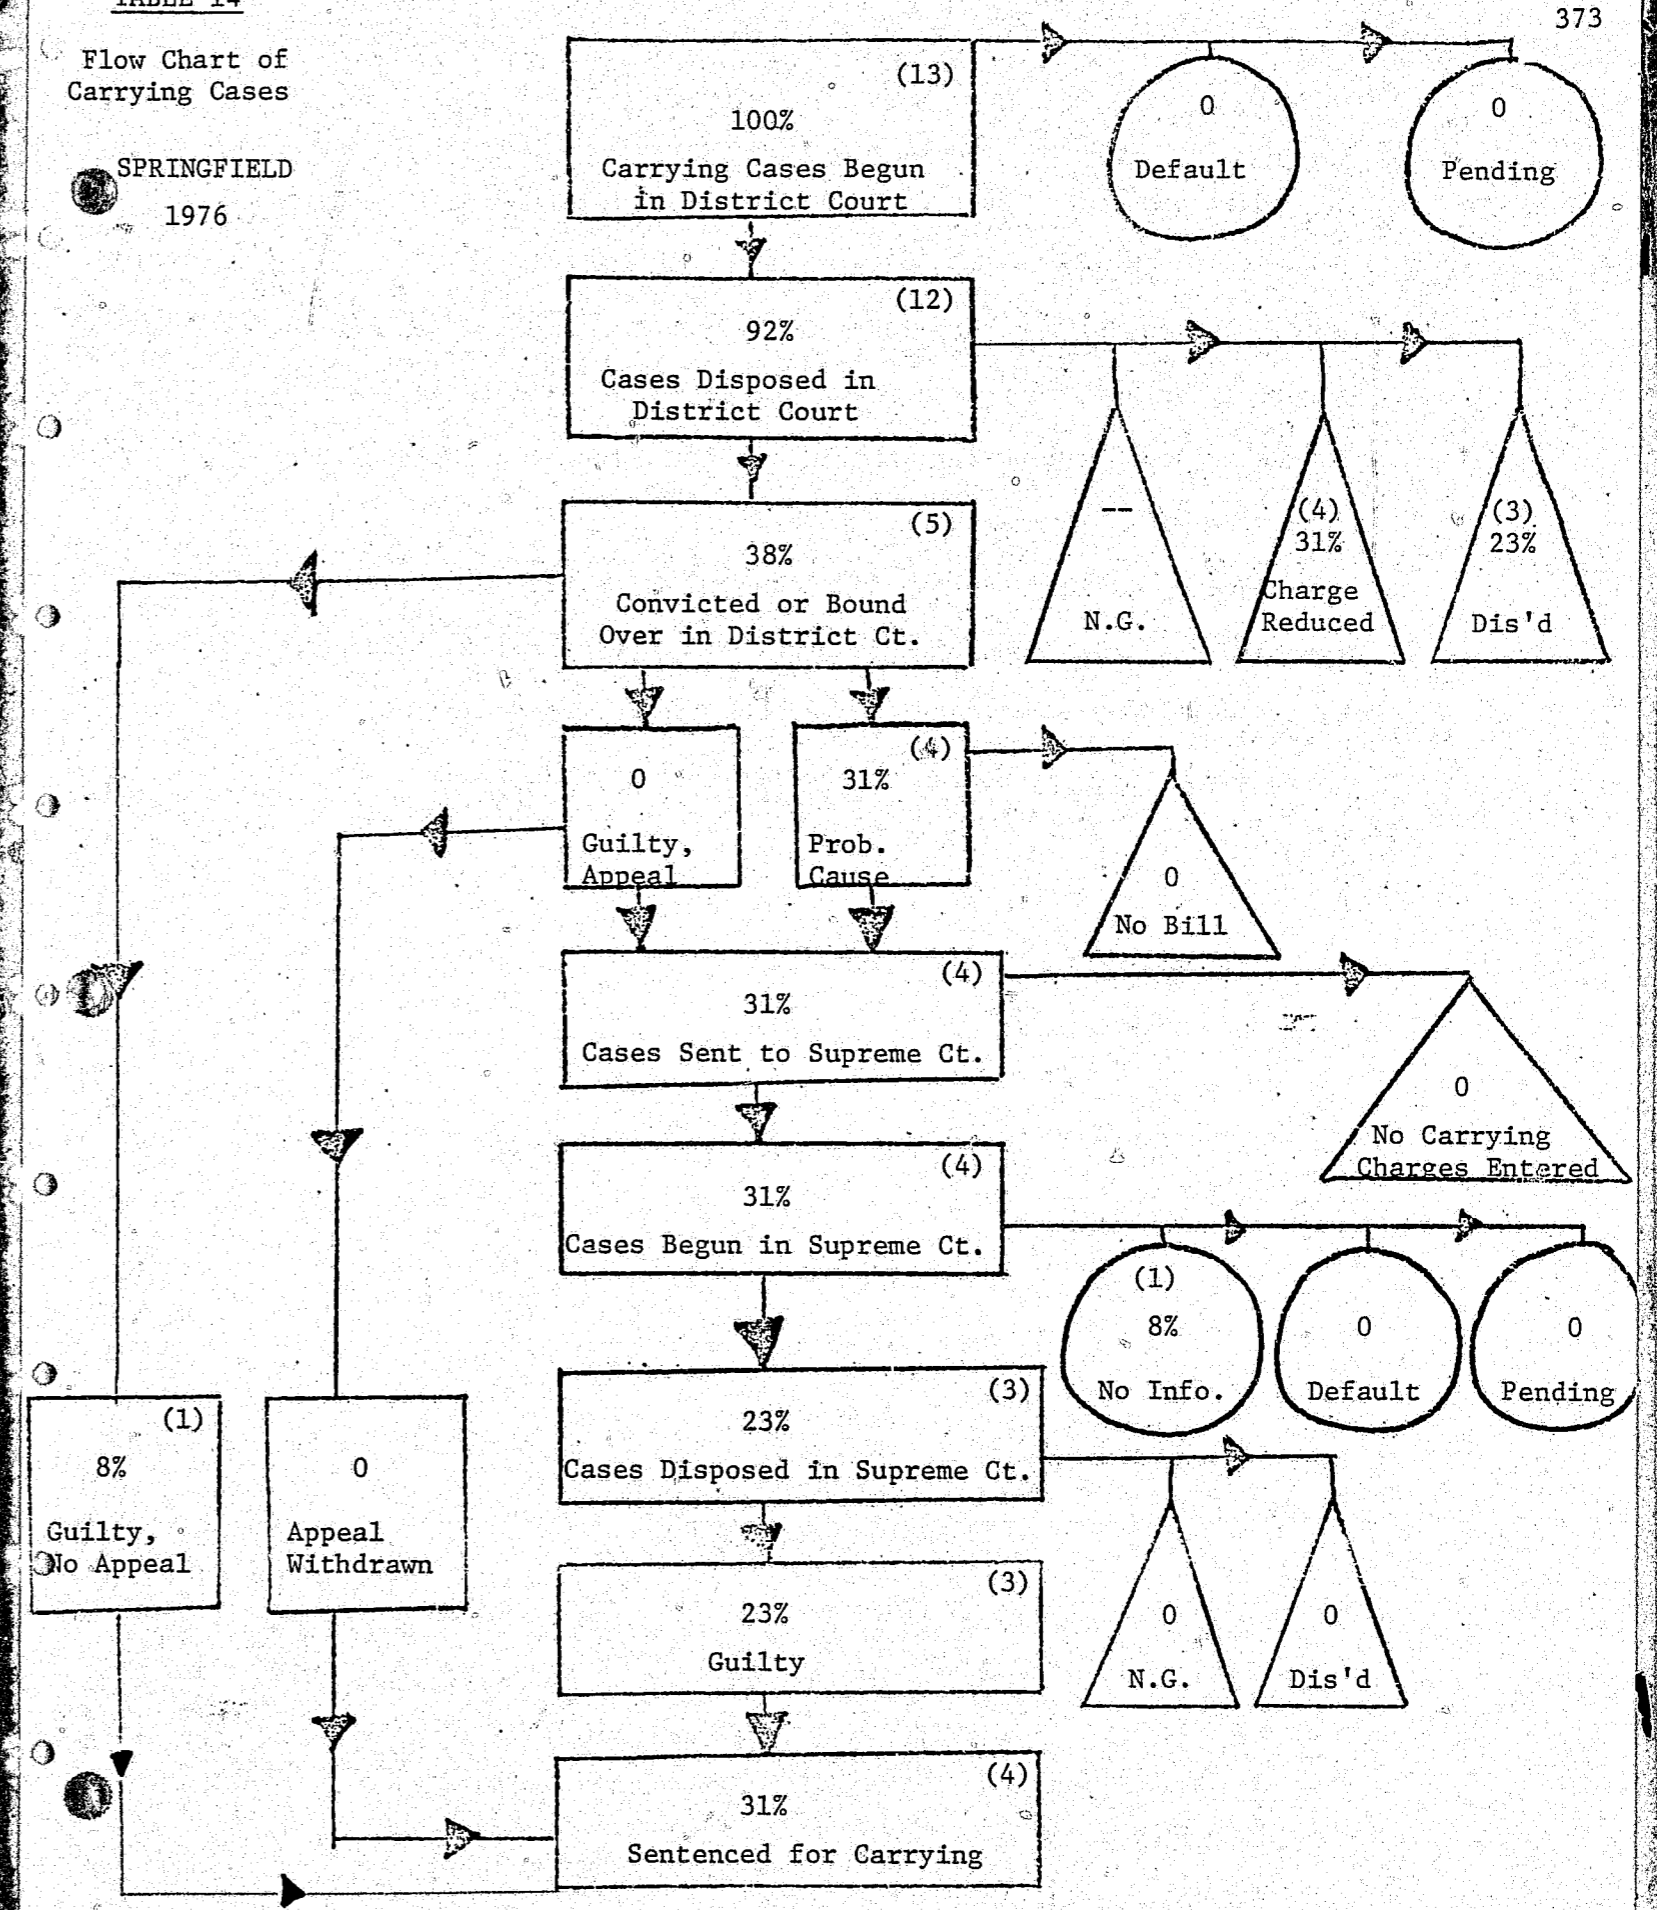 TABLE 14
373
Flow Chart of
Carrying Cases
SPRINGFIELD
1976
(13)
100%
Carrying Cases Begun
in District Court
0
Default
0
Pending
(12)
92%
Cases Disposed in
District Court
--
N.G.
(4)
31%
Charge
Reduced
(3)
23%
Dis'd
(5)
38%
Convicted or Bound
Over in District Ct.
0
Guilty,
Appeal
(4)
31%
Prob.
Cause
0
No Bill
(4)
31%
Cases Sent to Supreme Ct.
0
No Carrying
Charges Entered
(4)
31%
Cases Begun in Supreme Ct.
(1)
8%
No Info.
0
Default
0
Pending
(1)
8%
Guilty,
No Appeal
0
Appeal
Withdrawn
(3)
23%
Cases Disposed in Supreme Ct.
0
N.G.
0
Dis'd
(3)
23%
Guilty
(4)
31%
Sentenced for Carrying